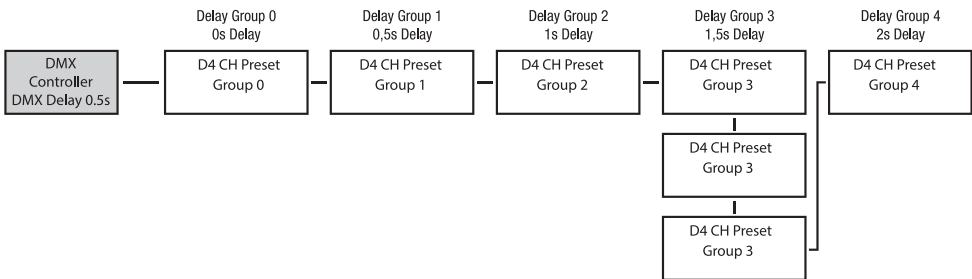 Delay Group 0
0s Delay
Delay Group 1
0,5s Delay
Delay Group 2
1s Delay
Delay Group 3
1,5s Delay
Delay Group 4
2s Delay
DMX
Controller
DMX Delay 0.5s
D4 CH Preset
Group 0
D4 CH Preset
Group 1
D4 CH Preset
Group 2
D4 CH Preset
Group 3
D4 CH Preset
Group 4
D4 CH Preset
Group 3
D4 CH Preset
Group 3